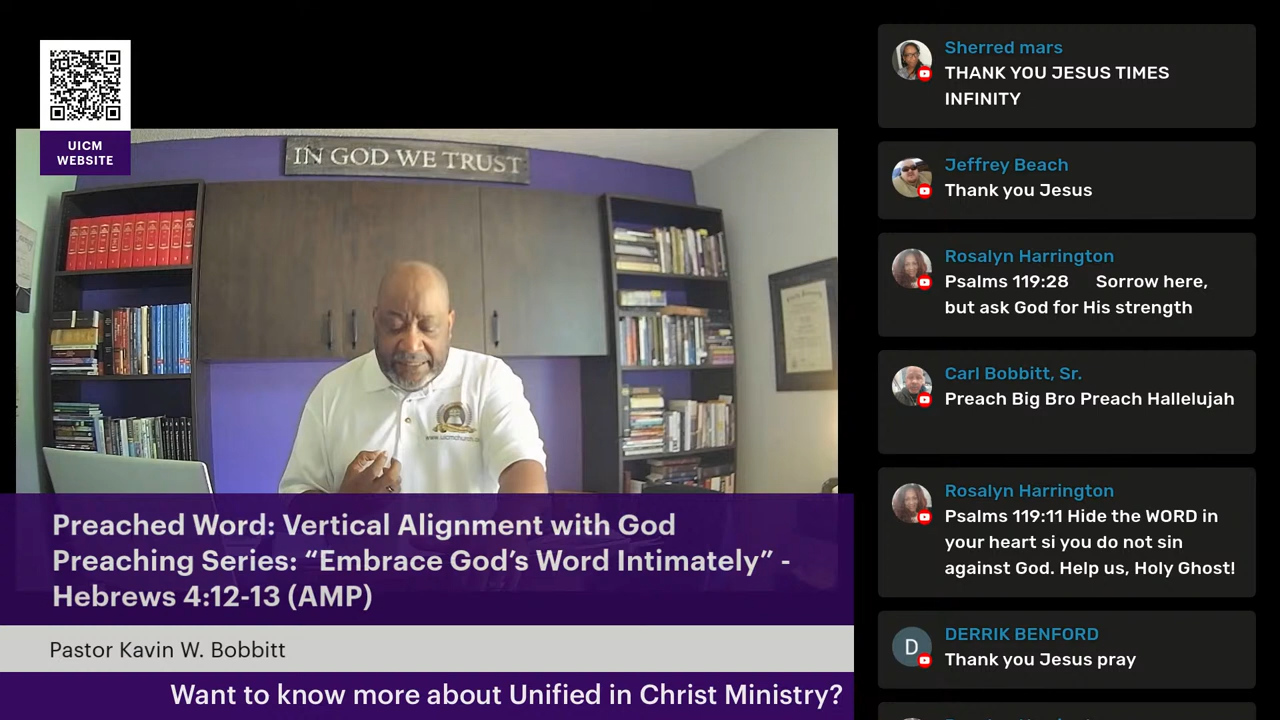 UICM
WEBSITE
IN GOD WE TRUST
Preached Word: Vertical Alignment with God
Preaching Series: “Embrace God’s Word Intimately” -
Hebrews 4:12-13 (AMP)
Pastor Kavin W. Bobbitt
Want to know more about Unified in Christ Ministry?
Sherred mars
THANK YOU JESUS TIMES
INFINITY
Jeffrey Beach
Thank you Jesus
Rosalyn Harrington
Psalms 119:28 Sorrow here,
but ask God for His strength
Carl Bobbitt, Sr.
Preach Big Bro Preach Hallelujah
Rosalyn Harrington
Psalms 119:11 Hide the WORD in
your heart si you do not sin
against God. Help us, Holy Ghost!
D
DERRIK BENFORD
Thank you Jesus pray